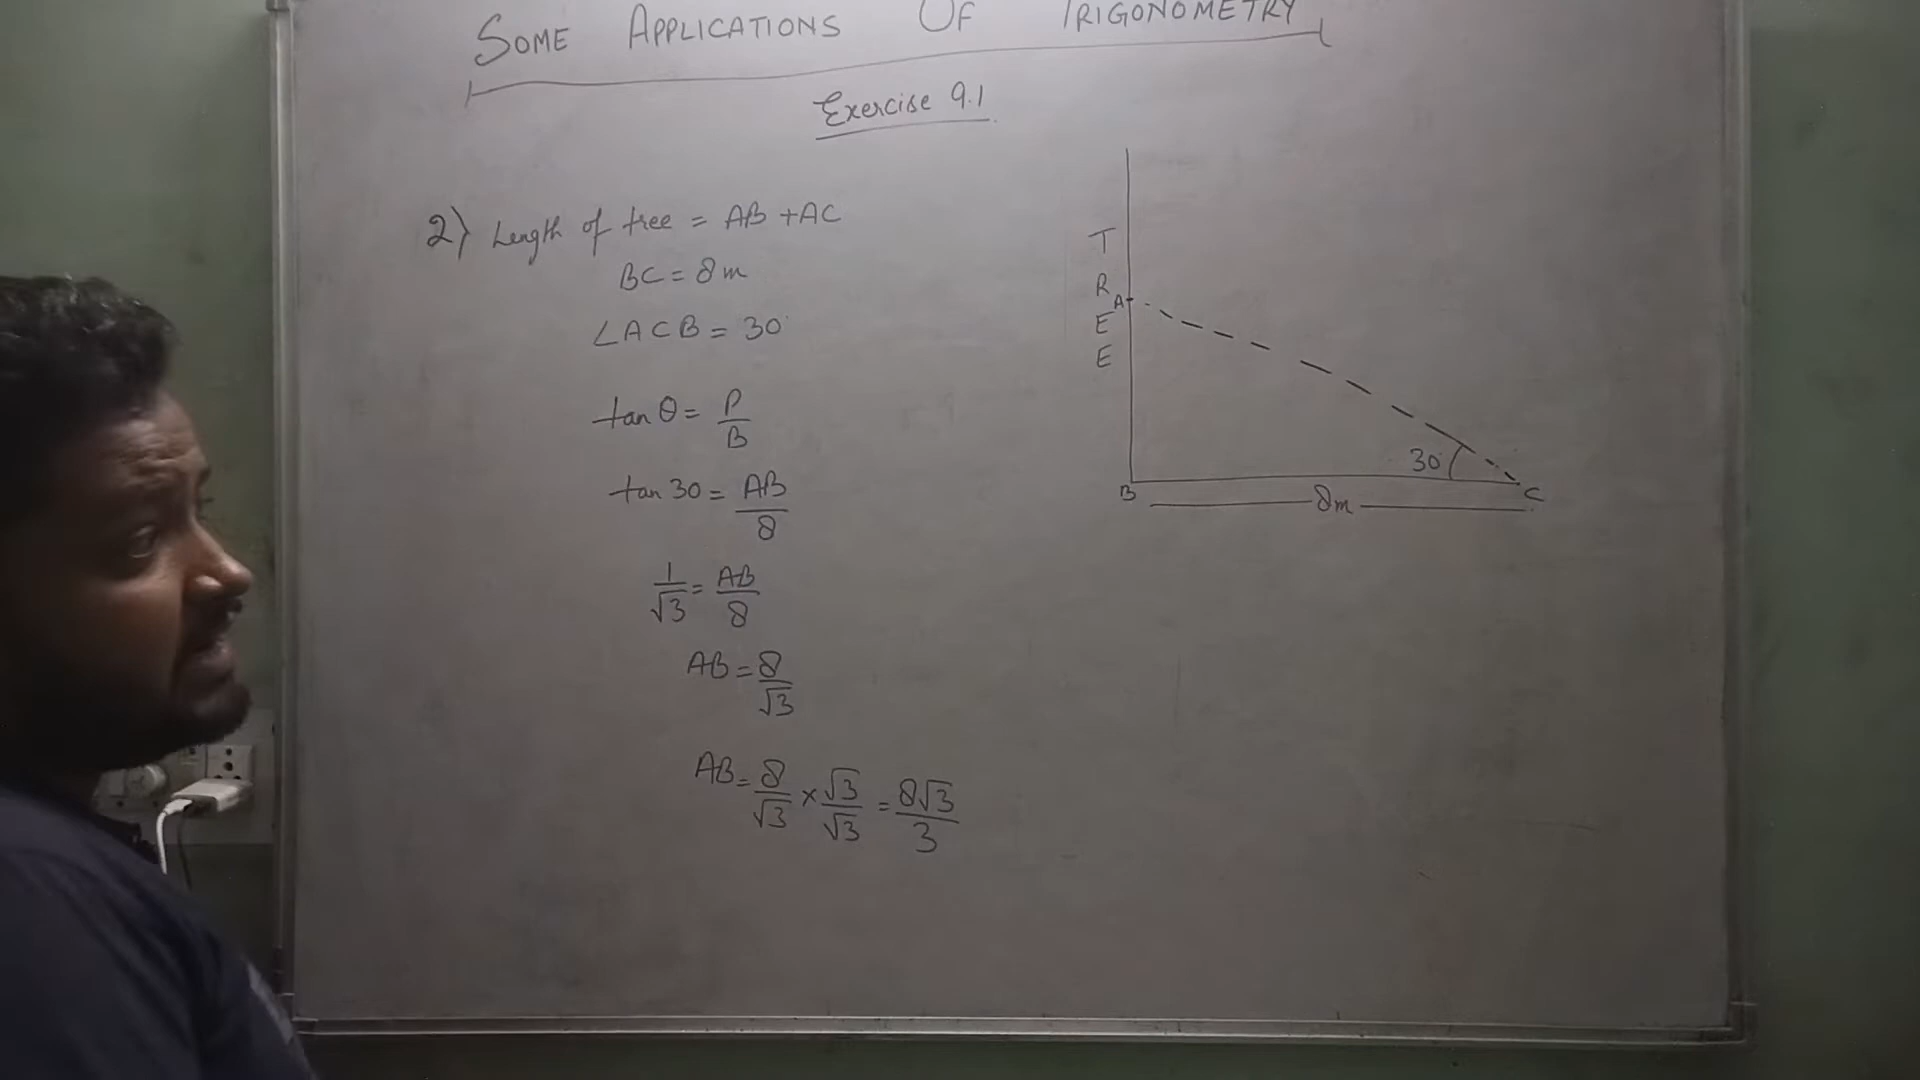 SOME APPLICATIONS OF TRIGONOMETRY
Exercise 9.1
2) Length of tree = AB + AC
BC = 8m
∠ACB = 30°
tan θ = P/B
tan 30 = AB/8
1/√3 = AB/8
AB = 8/√3
AB = 8/√3 × √3/√3 = 8√3/3
TREE
A
30°
B
8m
C